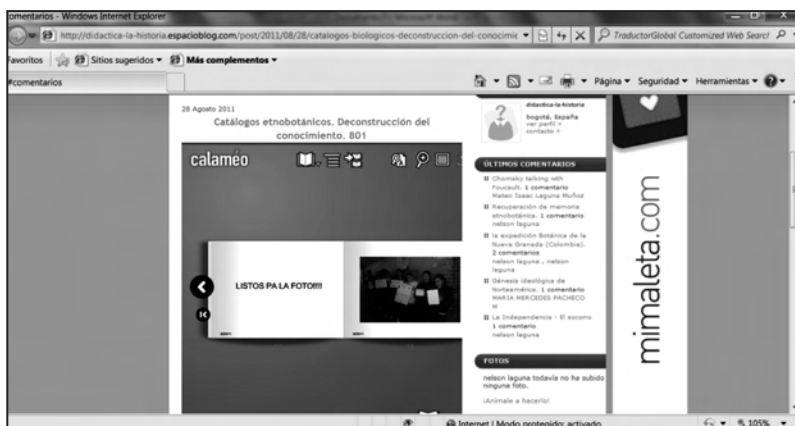 comentarios - Windows Internet Explorer
http://didactica-la-historia.espacioblog.com/post/2011/08/28/catalogos-biologicos-deconstruccion-del-conocimie
TraductorGlobal Customized Web Searcl
avoritos
Sitios sugeridos
Más complementos
#comentarios
Página
Seguridad
Herramientas
28 Agosto 2011
Catálogos etnobotánicos. Deconstrucción del
conocimiento. 801
calaméo
LISTOS PA LA FOTO!!!!
didactica-la-historia
bogotá, España
ver perfil »
contacto »
ÚLTIMOS COMENTARIOS
Chomsky talking with
Foucault. 1 comentario
Mateo Isaac Laguna Muñoz
Recuperación de memoria
etnobotánica. 1 comentario
nelson laguna
la expedición Botánica de la
Nueve Granada (Colombia).
2 comentarios
nelson laguna , nelson
laguna
Génesis ideológica de
Norteamérica. 1 comentario
MARIA MERCEDES PACHECO
M
La Independencia - El socorro
1 comentario
nelson laguna
FOTOS
nelson laguna todavía no ha subido
ninguna foto.
¡Anímale a hacerlo!
mimaleta.com
Internet | Modo protegido: activado
105%